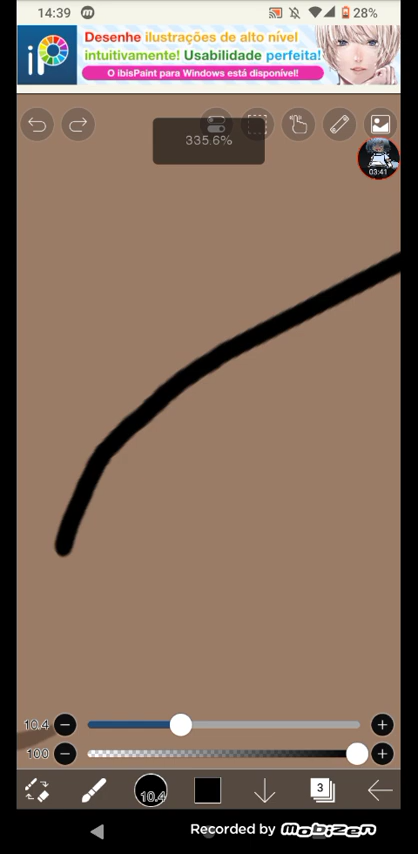 14:39
28%
iP
Desenhe ilustrações de alto nível
intuitivamente! Usabilidade perfeita!
O ibisPaint para Windows está disponível!
335.6%
03:41
10.4
100
10.4
3
Recorded by mobizen